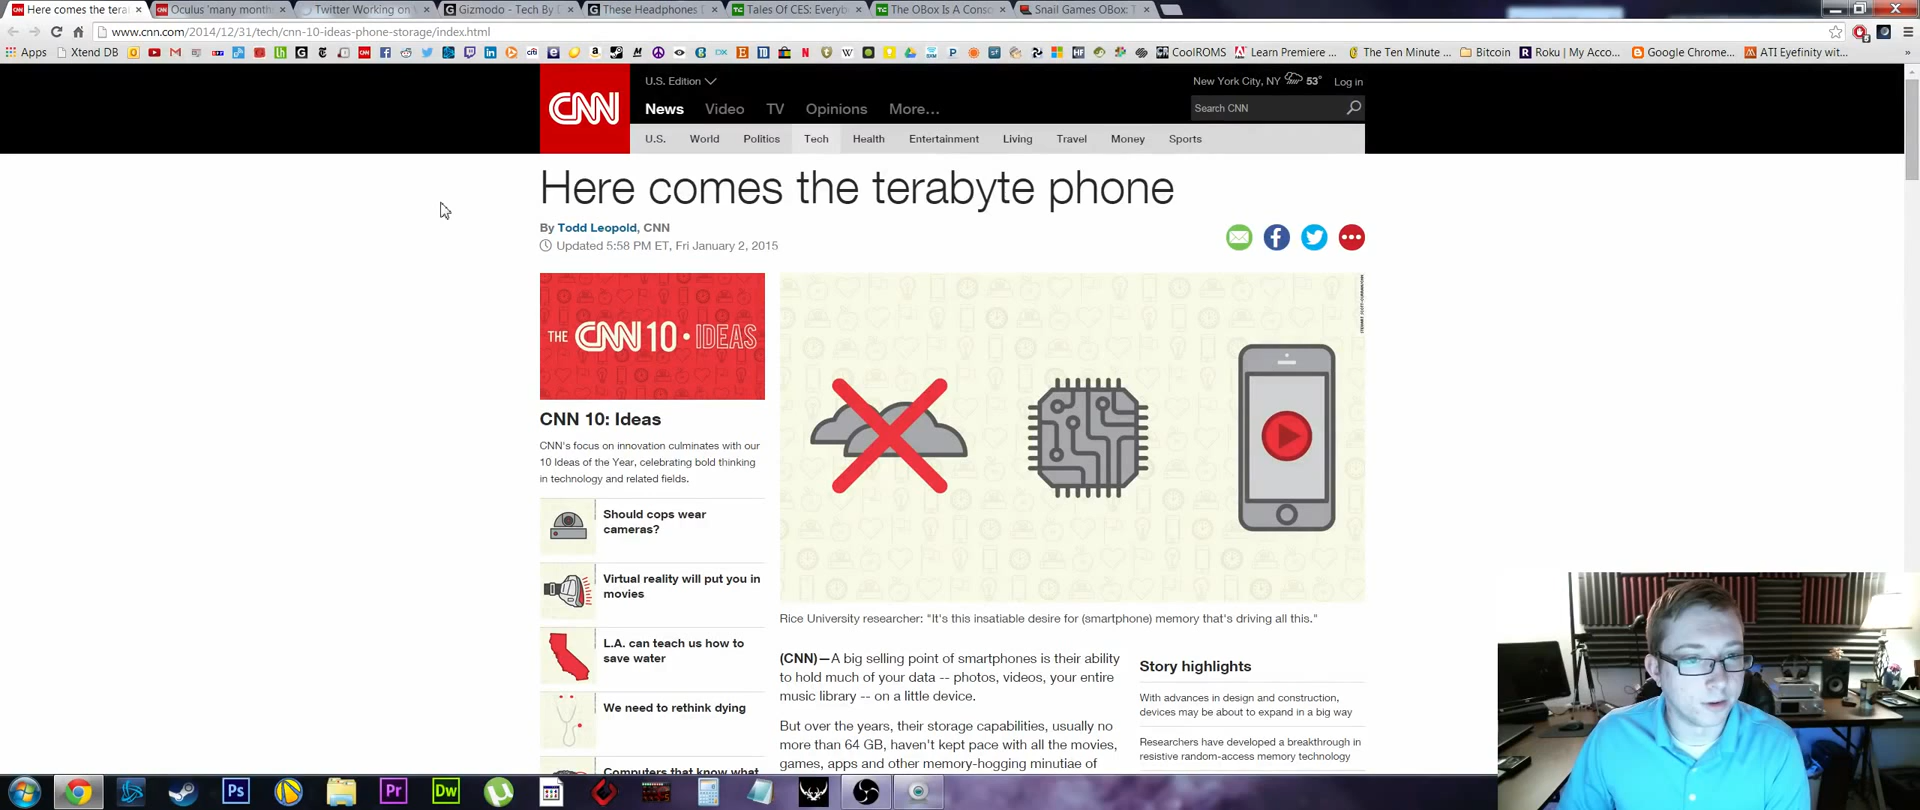 Here comes the tera
Oculus 'many month
Twitter Working on V
Gizmodo - Tech By D
These Headphones
Tales Of CES: Everyb
The OBox Is A Conso
Snail Games OBox: T
www.cnn.com/2014/12/31/tech/cnn-10-ideas-phone-storage/index.html
Apps
Xtend DB
CoolROMS
Learn Premiere ...
The Ten Minute ...
Bitcoin
Roku | My Acco...
Google Chrome...
ATI Eyefinity wit...
CNN
U.S. Edition
New York City, NY
53°
Log in
News
Video
TV
Opinions
More...
Search CNN
U.S.
World
Politics
Tech
Health
Entertainment
Living
Travel
Money
Sports
Here comes the terabyte phone
By Todd Leopold, CNN
Updated 5:58 PM ET, Fri January 2, 2015
THE CNN 10 · IDEAS
CNN 10: Ideas
CNN's focus on innovation culminates with our
10 Ideas of the Year, celebrating bold thinking
in technology and related fields.
Should cops wear
cameras?
Virtual reality will put you in
movies
L.A. can teach us how to
save water
We need to rethink dying
Computers that know what
Rice University researcher: "It's this insatiable desire for (smartphone) memory that's driving all this."
(CNN)—A big selling point of smartphones is their ability
to hold much of your data -- photos, videos, your entire
music library -- on a little device.
But over the years, their storage capabilities, usually no
more than 64 GB, haven't kept pace with all the movies,
games, apps and other memory-hogging minutiae of
Story highlights
With advances in design and construction,
devices may be about to expand in a big way
Researchers have developed a breakthrough in
resistive random-access memory technology
Ps
Pr
Dw